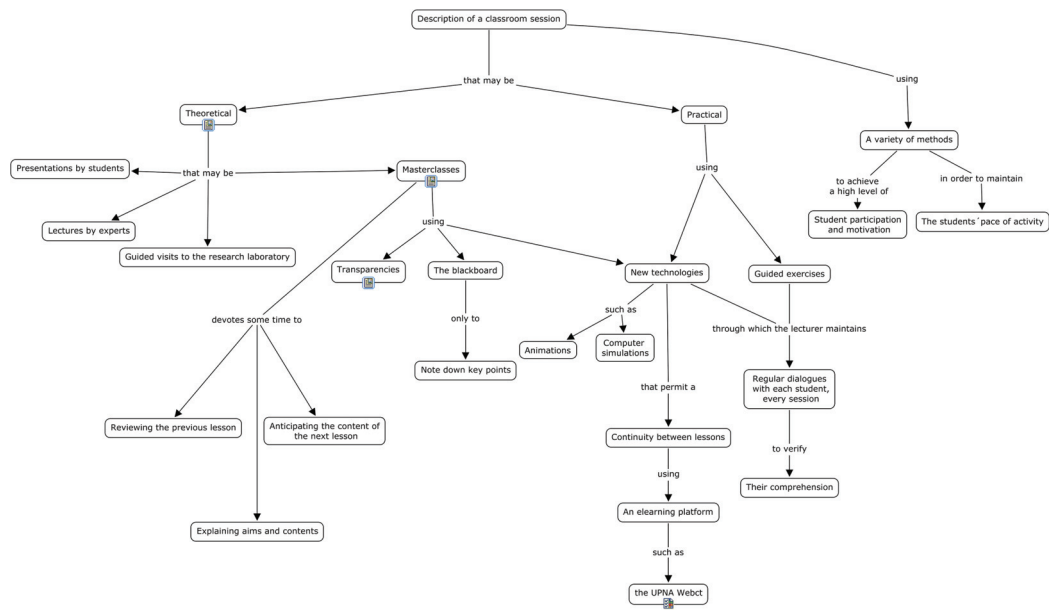 Description of a classroom session
that may be
using
Theoretical
Practical
A variety of methods
Presentations by students
that may be
Masterclasses
using
to achieve
a high level of
in order to maintain
Lectures by experts
Guided visits to the research laboratory
using
Student participation
and motivation
The students´pace of activity
Transparencies
The blackboard
New technologies
Guided exercises
devotes some time to
only to
such as
through which the lecturer maintains
Animations
Computer
simulations
Note down key points
that permit a
Regular dialogues
with each student,
every session
Reviewing the previous lesson
Anticipating the content of
the next lesson
Continuity between lessons
to verify
using
Their comprehension
Explaining aims and contents
An elearning platform
such as
the UPNA Webct